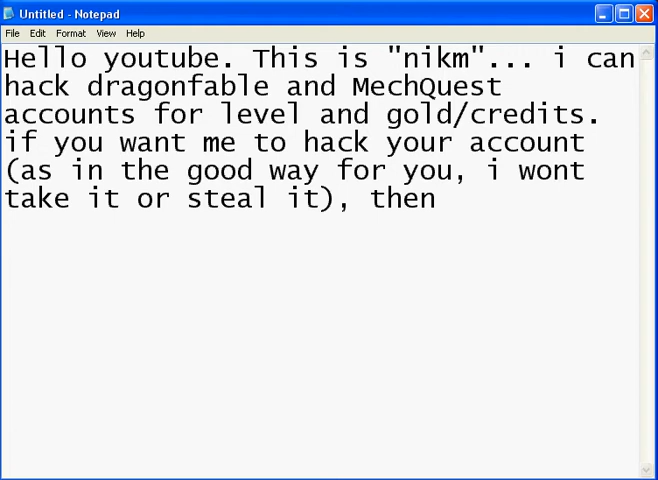 Untitled - Notepad
File Edit Format View Help
Hello youtube. This is "nikm"... i can
hack dragonfable and MechQuest
accounts for level and gold/credits.
if you want me to hack your account
(as in the good way for you, i wont
take it or steal it), then